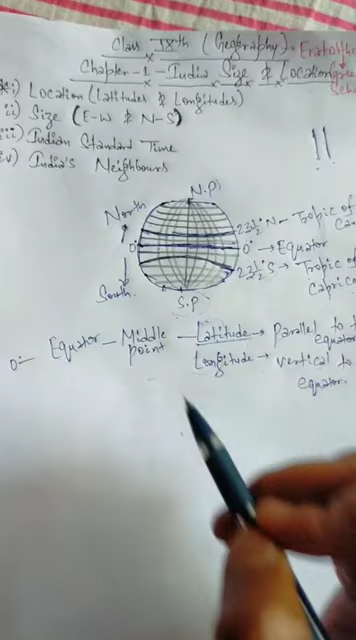 Class IXth (Geography)
Chapter-1-India Size & Location
i) Location (Latitudes & Longitudes)
ii) Size (E-W & N-S)
iii) Indian Standard Time
iv) India's Neighbours
!!
N.P
North
23½° N - Tropic of
0° 0° → Equator
23½° S → Tropic of
South
S.P
0° Equator - Middle point - Latitude → Parallel to
equator
Longitude → vertical to
equator.